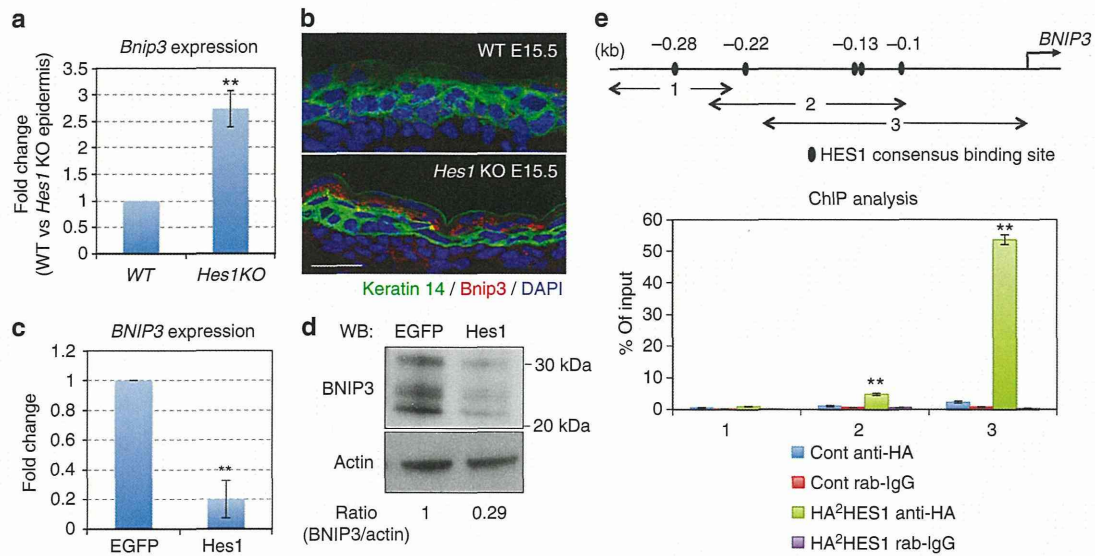 a
Bnip3 expression
Fold change
(WT vs Hes1 KO epidermis)
3.5
3
2.5
2
1.5
1
0.5
0
**
WT
Hes1KO
b
WT E15.5
Hes1 KO E15.5
Keratin 14 / Bnip3 / DAPI
c
BNIP3 expression
Fold change
1.2
1
0.8
0.6
0.4
0.2
0
**
EGFP
Hes1
d
WB:
EGFP
Hes1
BNIP3
30 kDa
20 kDa
Actin
Ratio
(BNIP3/actin)
1
0.29
e
(kb)
–0.28
–0.22
–0.13
–0.1
BNIP3
1
2
3
HES1 consensus binding site
ChIP analysis
% Of input
60
50
40
30
20
10
0
**
**
1
2
3
Cont anti-HA
Cont rab-IgG
HA²HES1 anti-HA
HA²HES1 rab-IgG